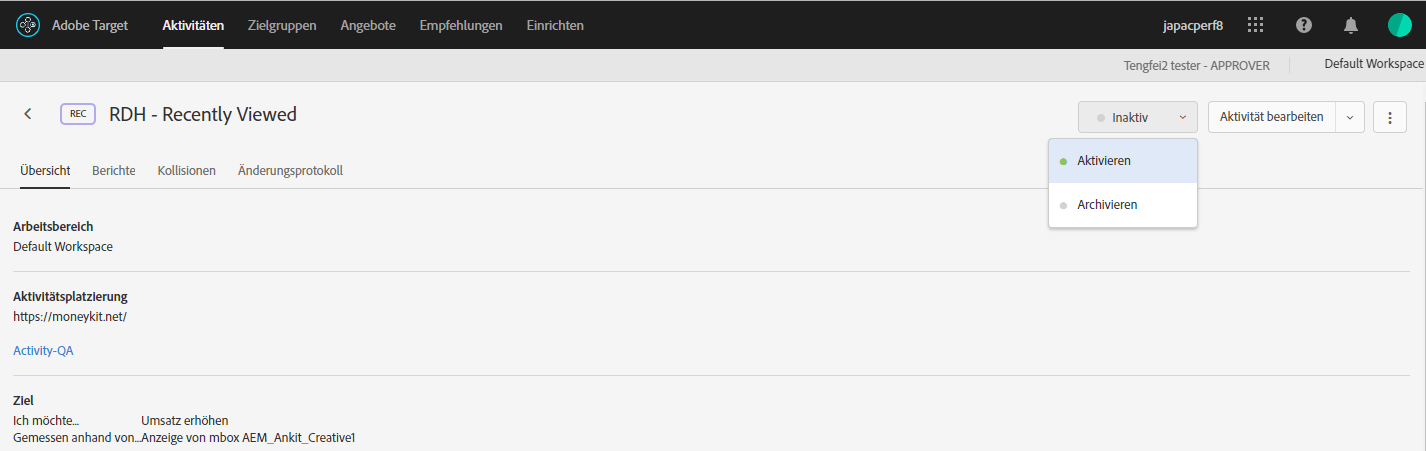 Adobe Target Aktivitäten Zielgruppen Angebote Empfehlungen Einrichten japacperf8
Tengfei2 tester - APPROVER Default Workspace
REC RDH - Recently Viewed Inaktiv Aktivität bearbeiten
Aktivieren
Übersicht Berichte Kollisionen Änderungsprotokoll
Archivieren
Arbeitsbereich
Default Workspace
Aktivitätsplatzierung
https://moneykit.net/
Activity-QA
Ziel
Ich möchte... Umsatz erhöhen
Gemessen anhand von...Anzeige von mbox AEM_Ankit_Creative1